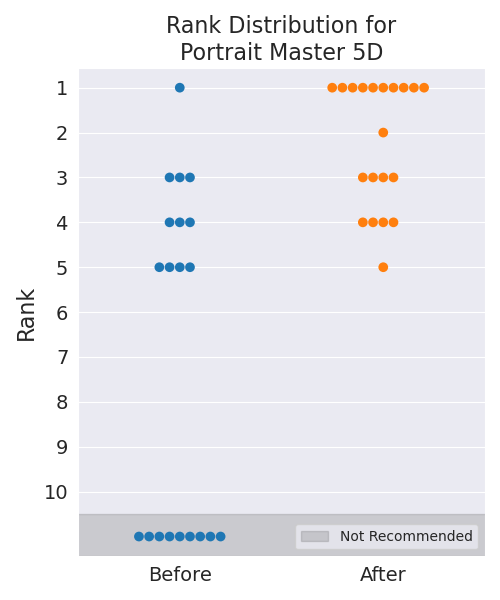 Rank Distribution for
Portrait Master 5D
Rank
1
2
3
4
5
6
7
8
9
10
Not Recommended
Before
After